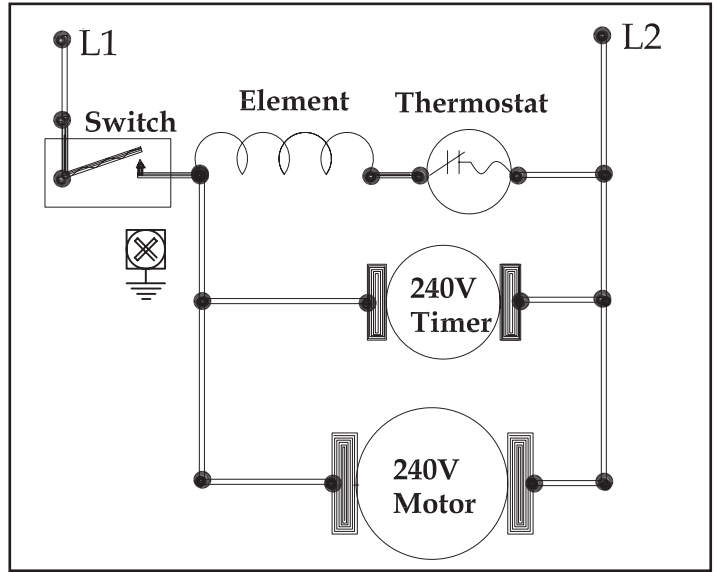 L1
L2
Switch
Element
Thermostat
240V
Timer
240V
Motor